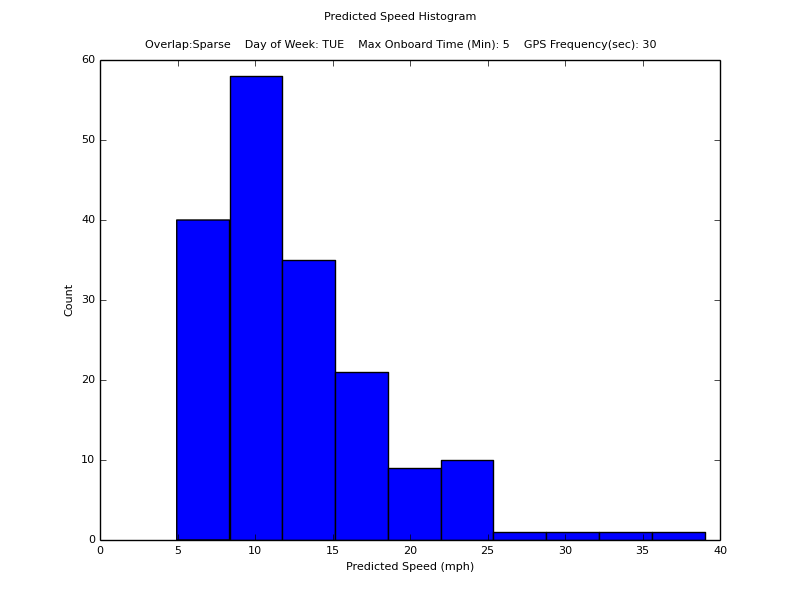 Predicted Speed Histogram
Overlap:Sparse    Day of Week: TUE    Max Onboard Time (Min): 5    GPS Frequency(sec): 30
60
50
40
30
20
10
0
Count
0 5 10 15 20 25 30 35 40
Predicted Speed (mph)